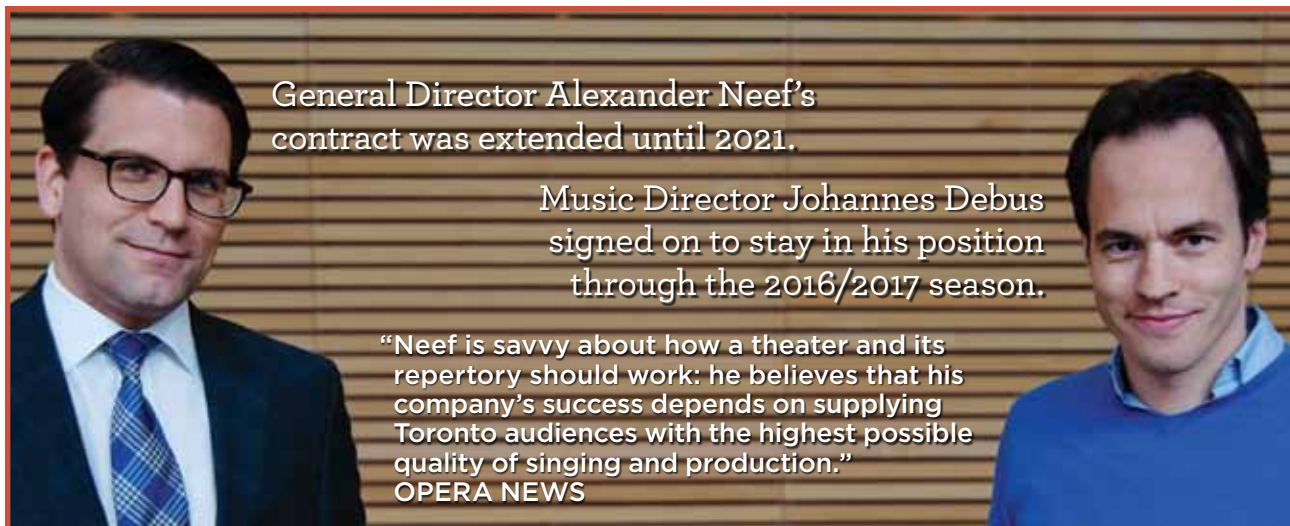 General Director Alexander Neef’s
contract was extended until 2021.
Music Director Johannes Debus
signed on to stay in his position
through the 2016/2017 season.
“Neef is savvy about how a theater and its
repertory should work: he believes that his
company’s success depends on supplying
Toronto audiences with the highest possible
quality of singing and production.”
OPERA NEWS